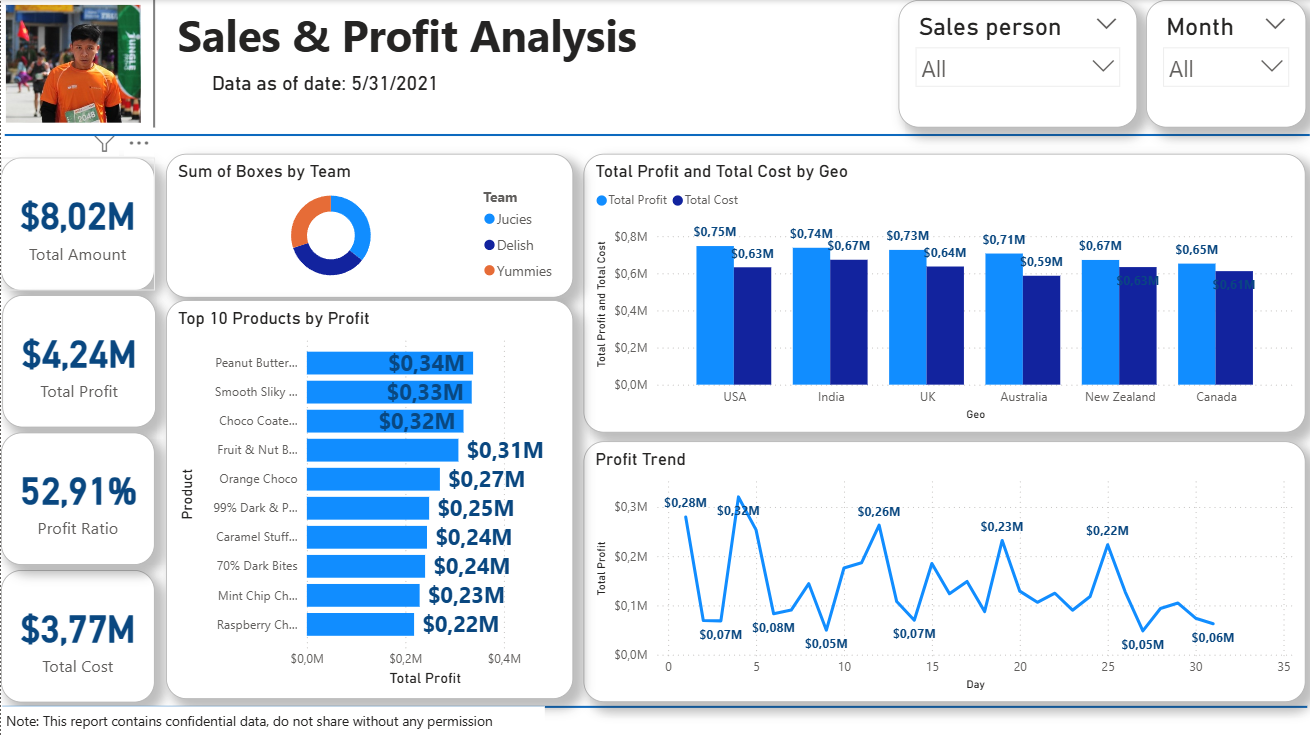 JUNGLE
2048
Sales & Profit Analysis
Data as of date: 5/31/2021
Sales person
All
Month
All
$8,02M
Total Amount
$4,24M
Total Profit
52,91%
Profit Ratio
$3,77M
Total Cost
Sum of Boxes by Team
Team
Jucies
Delish
Yummies
Top 10 Products by Profit
Product
Peanut Butter... $0,34M
Smooth Sliky ... $0,33M
Choco Coate... $0,32M
Fruit & Nut B... $0,31M
Orange Choco $0,27M
99% Dark & P... $0,25M
Caramel Stuff... $0,24M
70% Dark Bites $0,24M
Mint Chip Ch... $0,23M
Raspberry Ch... $0,22M
$0,0M $0,2M $0,4M
Total Profit
Total Profit and Total Cost by Geo
Total Profit Total Cost
Total Profit and Total Cost
$0,8M
$0,6M
$0,4M
$0,2M
$0,0M
$0,75M $0,63M $0,74M $0,67M $0,73M $0,64M $0,71M $0,59M $0,67M $0,63M $0,65M $0,61M
USA India UK Australia New Zealand Canada
Geo
Profit Trend
Total Profit
$0,3M
$0,2M
$0,1M
$0,0M
$0,28M $0,32M $0,26M $0,23M $0,22M
$0,07M $0,08M $0,05M $0,07M $0,05M $0,06M
0 5 10 15 20 25 30 35
Day
Note: This report contains confidential data, do not share without any permission